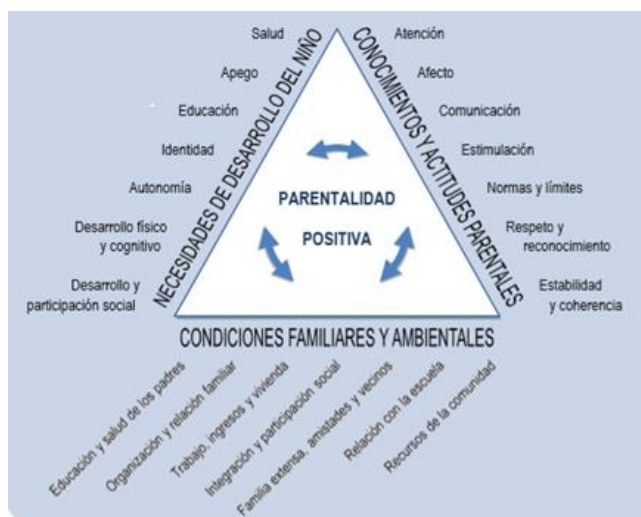 Salud
Apego
Educación
Identidad
Autonomía
Desarrollo físico
y cognitivo
Desarrollo y
participación social
NECESIDADES DE DESARROLLO DEL NIÑO
CONOCIMIENTOS Y ACTITUDES PARENTALES
Atención
Afecto
Comunicación
Estimulación
Normas y límites
Respeto y
reconocimiento
Estabilidad
y coherencia
PARENTALIDAD
POSITIVA
CONDICIONES FAMILIARES Y AMBIENTALES
Educación y salud de los padres
Organización y relación familiar
Trabajo, ingresos y vivienda
Integración y participación social
Familia extensa, amistades y vecinos
Relación con la escuela
Recursos de la comunidad